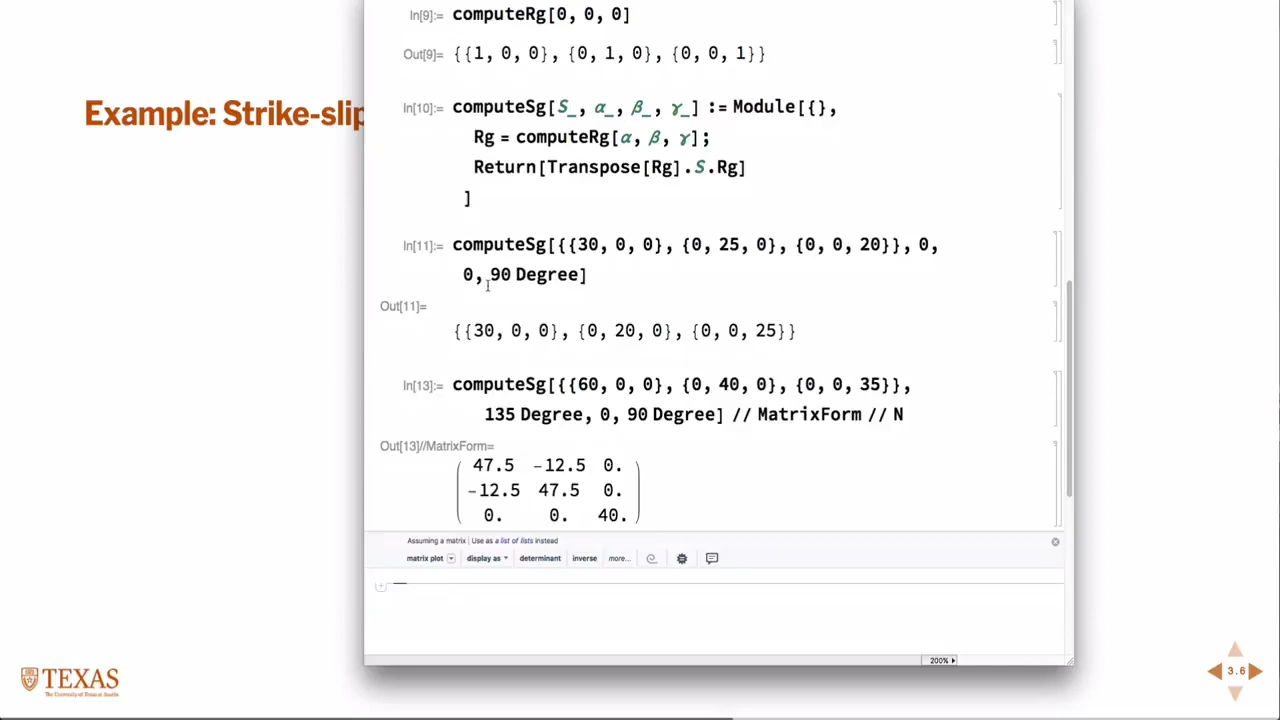 In[9]:= computeRg[0, 0, 0]
Out[9]= {{1, 0, 0}, {0, 1, 0}, {0, 0, 1}}
Example: Strike-slip
In[10]:= computeSg[S_, α_, β_, γ_] := Module[{},
Rg = computeRg[α, β, γ];
Return[Transpose[Rg].S.Rg]
]
In[11]:= computeSg[{{30, 0, 0}, {0, 25, 0}, {0, 0, 20}}, 0,
0, 90 Degree]
Out[11]=
{{30, 0, 0}, {0, 20, 0}, {0, 0, 25}}
In[13]:= computeSg[{{60, 0, 0}, {0, 40, 0}, {0, 0, 35}},
135 Degree, 0, 90 Degree] // MatrixForm // N
Out[13]//MatrixForm=
47.5 -12.5 0.
-12.5 47.5 0.
0. 0. 40.
Assuming a matrix | Use as a list of lists instead
matrix plot display as determinant inverse more...
200%
TEXAS
The University of Texas at Austin
3.6